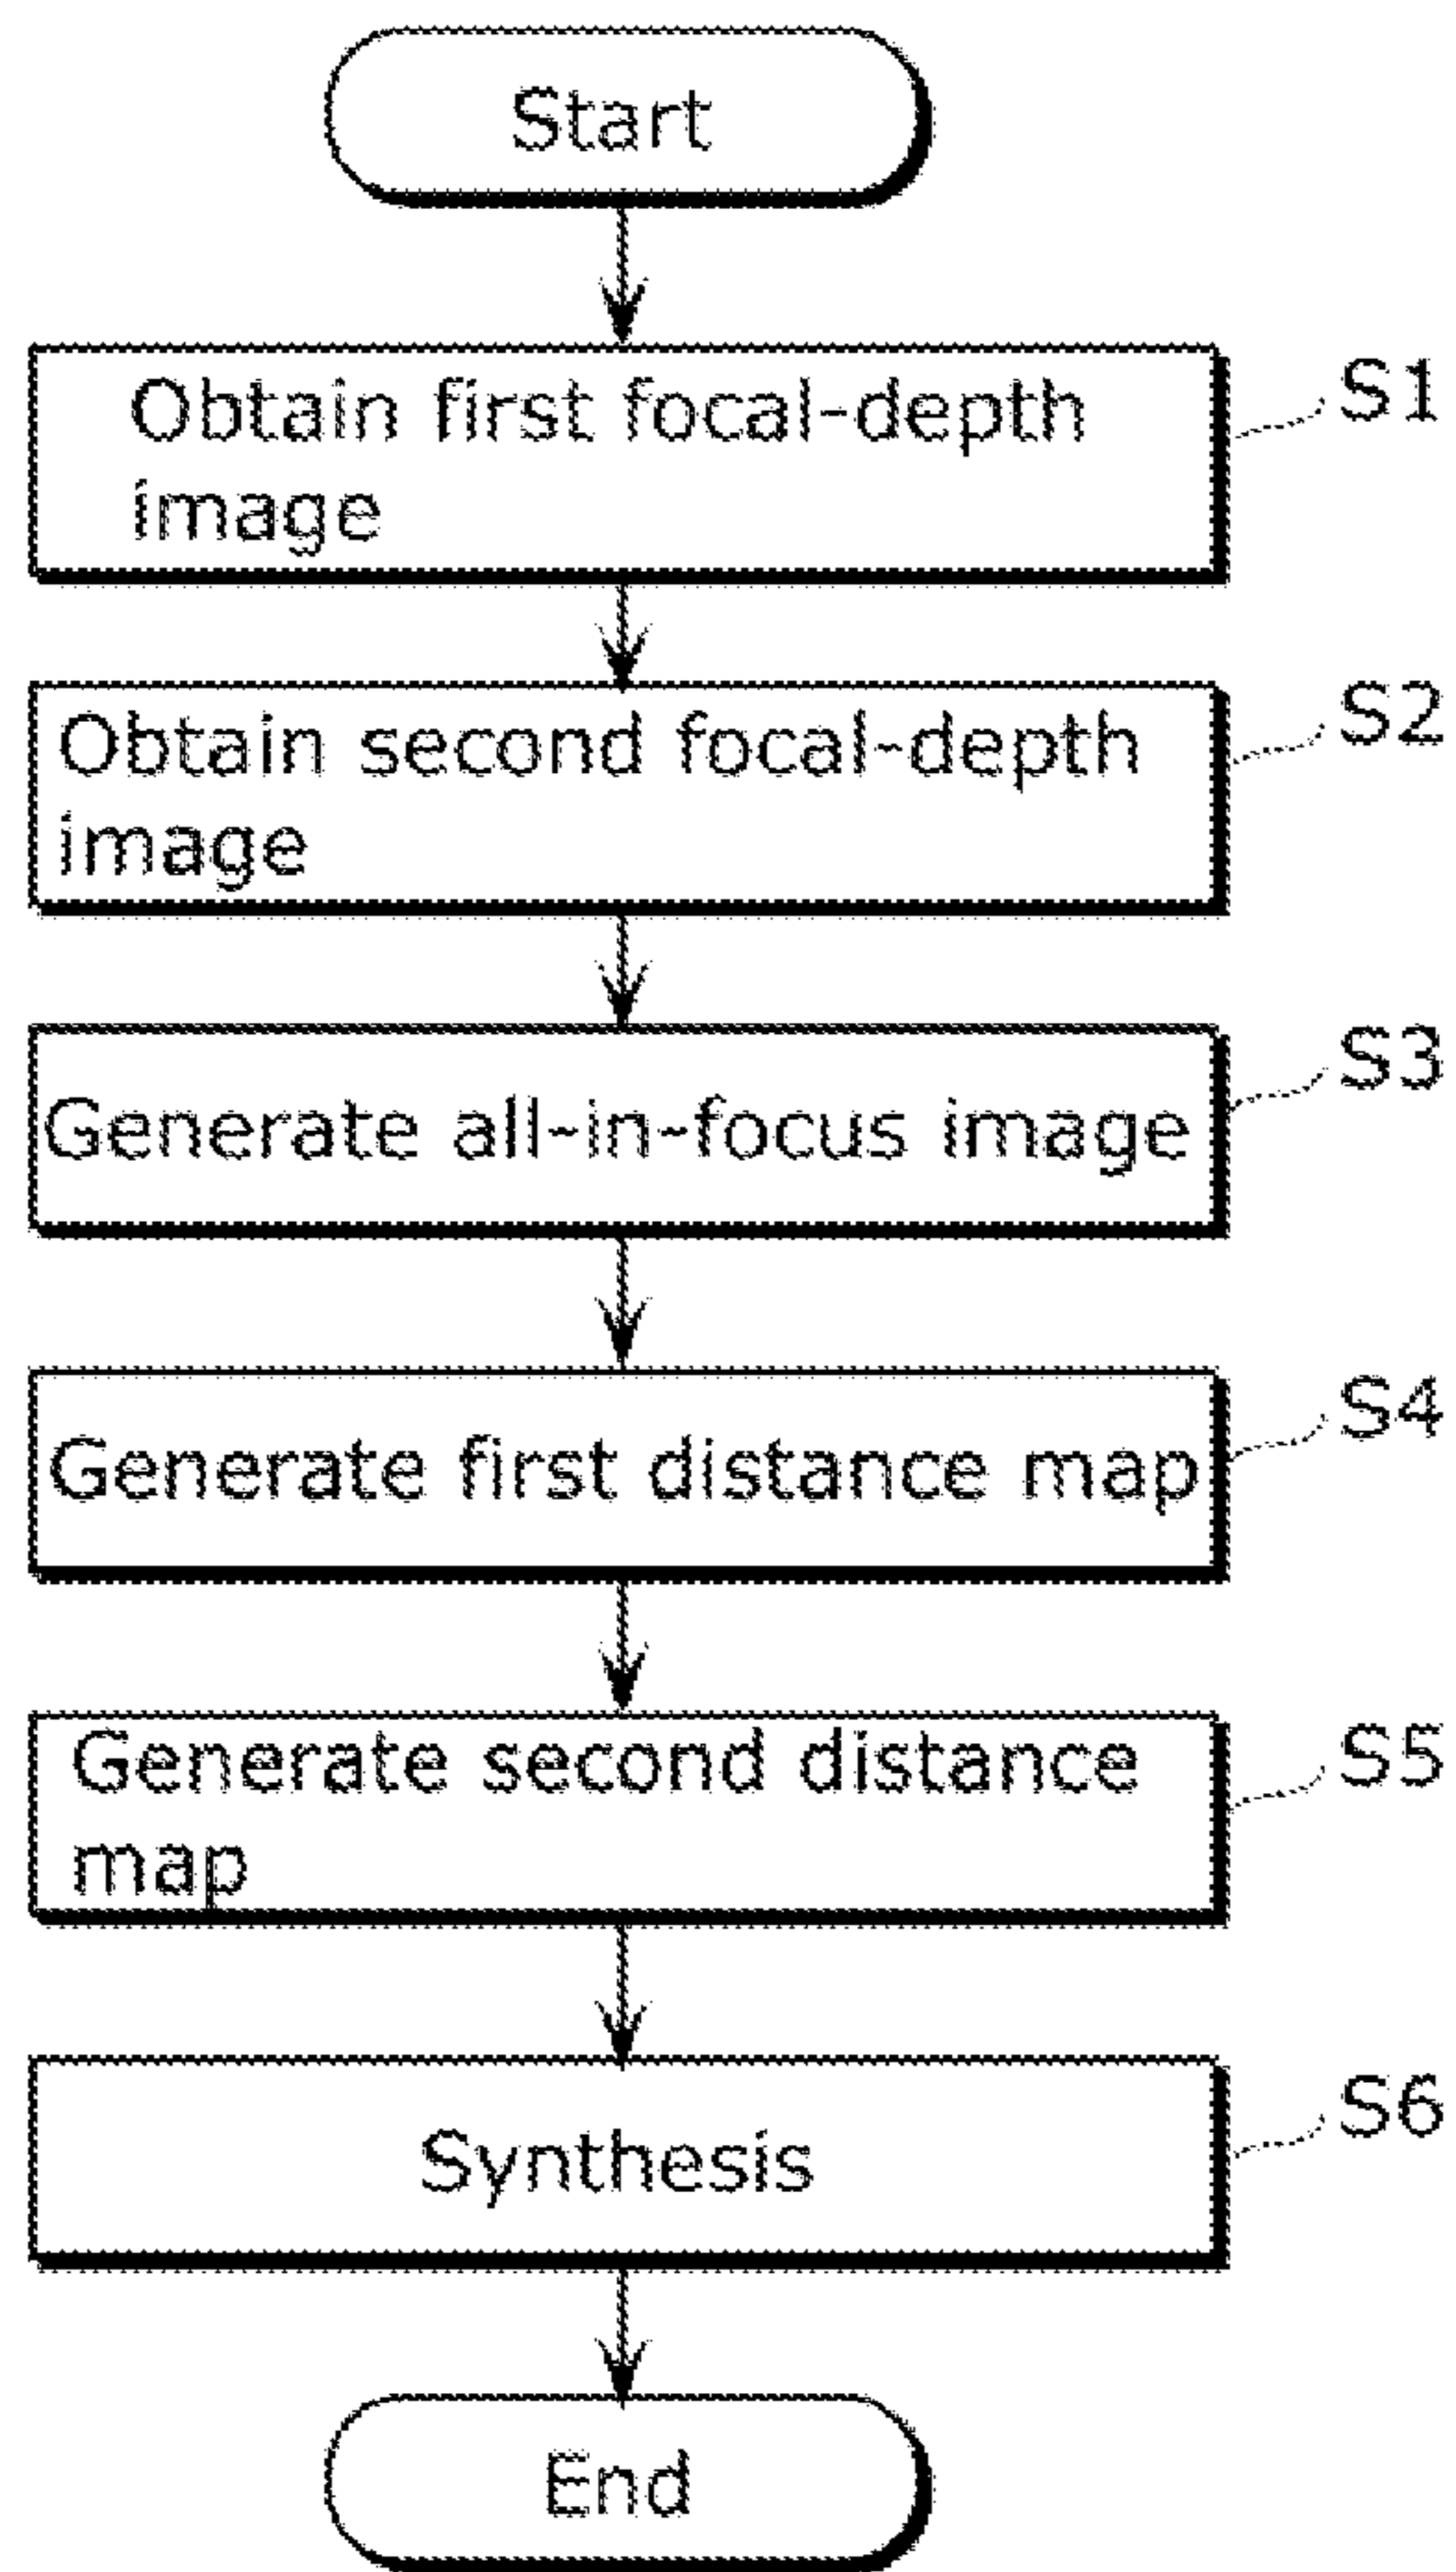 Start
Obtain first focal-depth
image
S1
Obtain second focal-depth
image
S2
Generate all-in-focus image
S3
Generate first distance map
S4
Generate second distance
map
S5
Synthesis
S6
End